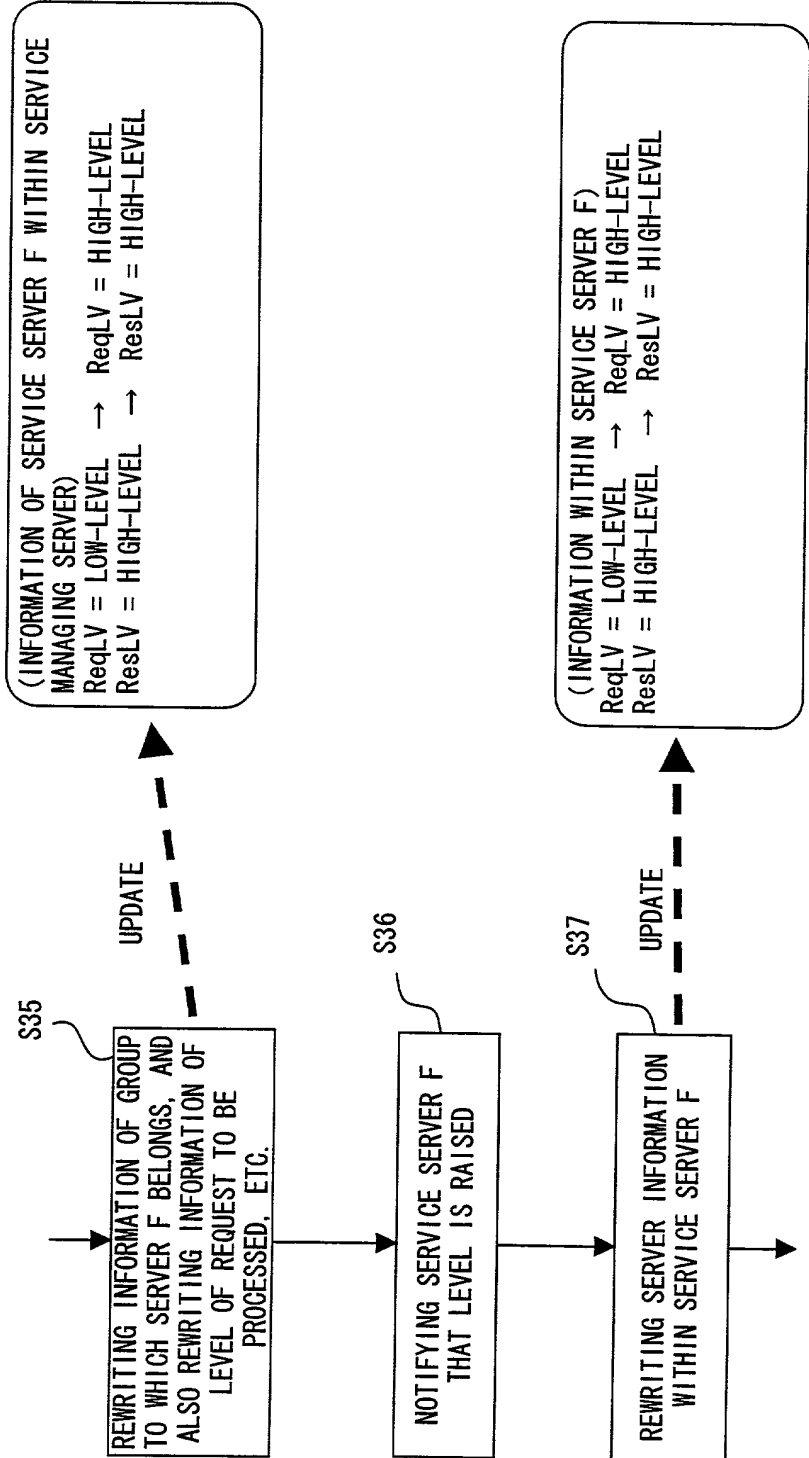 S35
REWRITING INFORMATION OF GROUP
TO WHICH SERVER F BELONGS, AND
ALSO REWRITING INFORMATION OF
LEVEL OF REQUEST TO BE
PROCESSED, ETC.
UPDATE
(INFORMATION OF SERVICE SERVER F WITHIN SERVICE
MANAGING SERVER)
ReqLV = LOW-LEVEL → ReqLV = HIGH-LEVEL
ResLV = HIGH-LEVEL → ResLV = HIGH-LEVEL
S36
NOTIFYING SERVICE SERVER F
THAT LEVEL IS RAISED
S37
REWRITING SERVER INFORMATION
WITHIN SERVICE SERVER F
UPDATE
(INFORMATION WITHIN SERVICE SERVER F)
ReqLV = LOW-LEVEL → ReqLV = HIGH-LEVEL
ResLV = HIGH-LEVEL → ResLV = HIGH-LEVEL